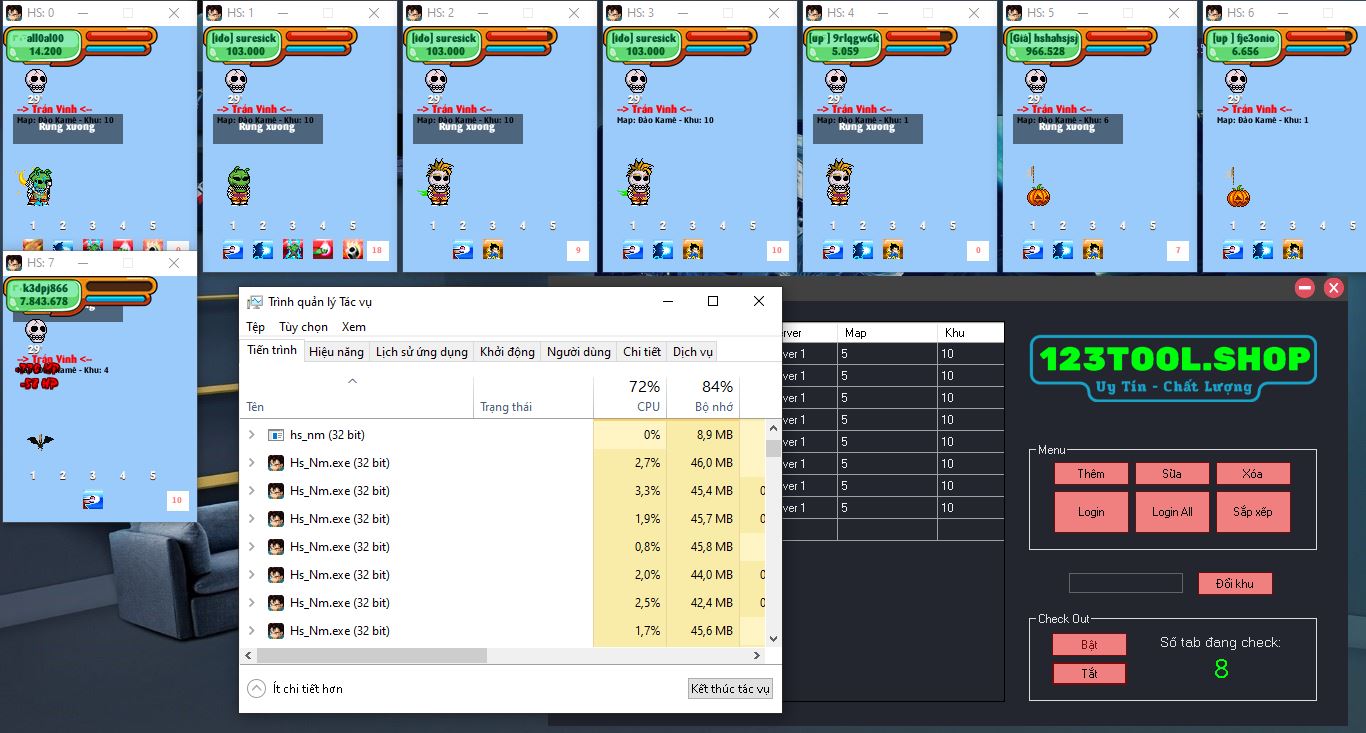 HS: 0
all0al00
14.200
29
--> Trán Vinh <--
Map: Đảo Kamê - Khu: 10
Rừng xương
1 2 3 4 5
HS: 1
[ido] suresick
103.000
29
--> Trán Vinh <--
Map: Đảo Kamê - Khu: 10
Rừng xương
1 2 3 4 5
18
HS: 2
[ido] suresick
103.000
29
--> Trán Vinh <--
Map: Đảo Kamê - Khu: 10
Rừng xương
1 2 3 4 5
9
HS: 3
[ido] suresick
103.000
29
--> Trán Vinh <--
Map: Đảo Kamê - Khu: 10
1 2 3 4 5
10
HS: 4
[up ] 9rlqgw6k
5.059
29
--> Trán Vinh <--
Map: Đảo Kamê - Khu: 1
Rừng xương
1 2 3 4 5
0
HS: 5
[Già] hshahsjsj
966.528
29
--> Trán Vinh <--
Map: Đảo Kamê - Khu: 6
Rừng xương
1 2 3 4 5
7
HS: 6
[up ] fje3onio
6.656
29
--> Trán Vinh <--
Map: Đảo Kamê - Khu: 1
1 2 3 4 5
HS: 7
k3dpj866
7.843.678
29
--> Trán Vinh <--
Map: Đảo Kamê - Khu: 4
-ST HP
1 2 3 4 5
10
Trình quản lý Tác vụ
Tệp Tùy chọn Xem
Tiến trình Hiệu năng Lịch sử ứng dụng Khởi động Người dùng Chi tiết Dịch vụ
72% 84%
Tên Trạng thái CPU Bộ nhớ
hs_nm (32 bit) 0% 8,9 MB
Hs_Nm.exe (32 bit) 2,7% 46,0 MB
Hs_Nm.exe (32 bit) 3,3% 45,4 MB
Hs_Nm.exe (32 bit) 1,9% 45,7 MB
Hs_Nm.exe (32 bit) 0,8% 45,8 MB
Hs_Nm.exe (32 bit) 2,0% 44,0 MB
Hs_Nm.exe (32 bit) 2,5% 42,4 MB
Hs_Nm.exe (32 bit) 1,7% 45,6 MB
Ít chi tiết hơn
Kết thúc tác vụ
rver Map Khu
ver 1 5 10
ver 1 5 10
ver 1 5 10
ver 1 5 10
ver 1 5 10
ver 1 5 10
ver 1 5 10
ver 1 5 10
123TOOL.SHOP
Uy Tín - Chất Lượng
Menu
Thêm Sửa Xóa
Login Login All Sắp xếp
Đổi khu
Check Out
Bật
Tắt
Số tab đang check:
8